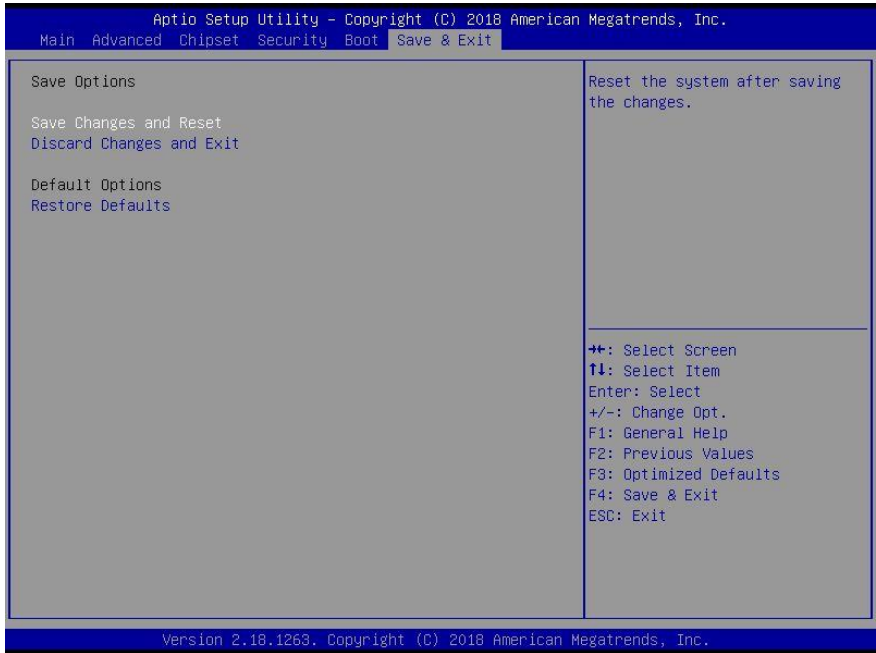 Aptio Setup Utility – Copyright (C) 2018 American Megatrends, Inc.
Main Advanced Chipset Security Boot Save & Exit
Save Options
Save Changes and Reset
Discard Changes and Exit
Default Options
Restore Defaults
Reset the system after saving
the changes.
→←: Select Screen
↑↓: Select Item
Enter: Select
+/-: Change Opt.
F1: General Help
F2: Previous Values
F3: Optimized Defaults
F4: Save & Exit
ESC: Exit
Version 2.18.1263. Copyright (C) 2018 American Megatrends, Inc.